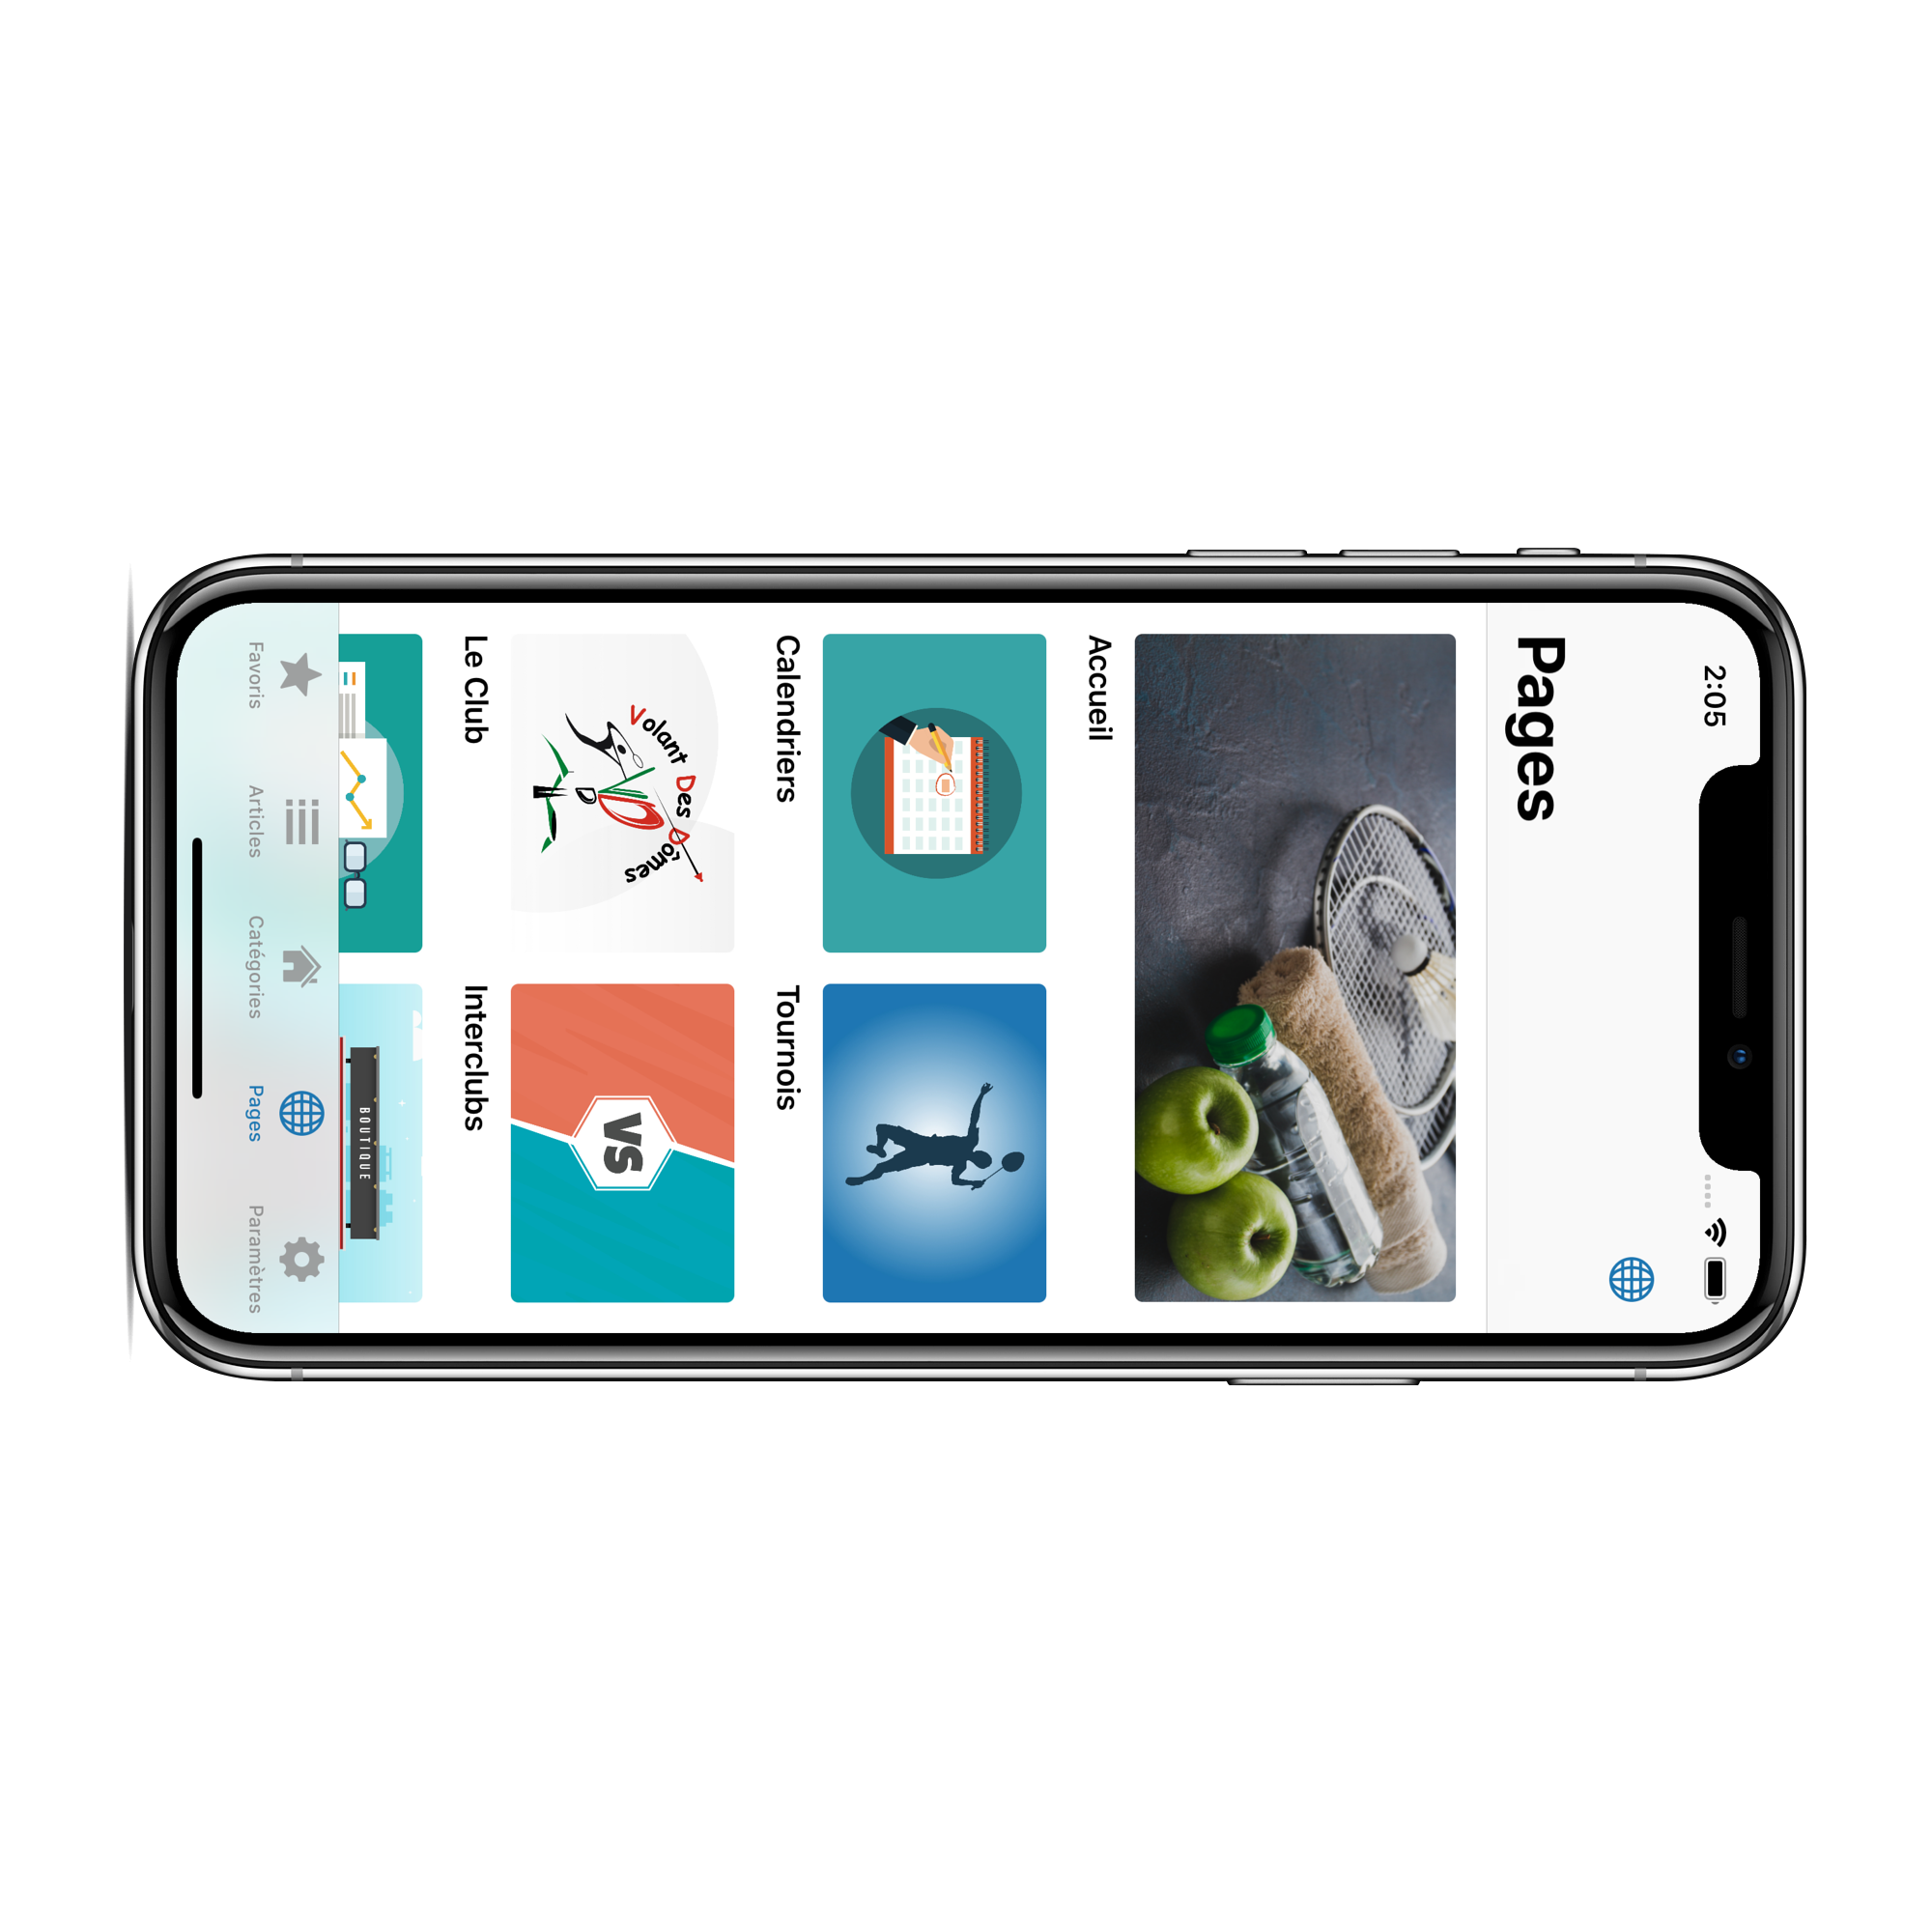 2:05
Pages
Accueil
Calendriers
Tournois
Volant Des Dômes
VS
Le Club
Interclubs
BOUTIQUE
Favoris
Articles
Catégories
Pages
Paramètres